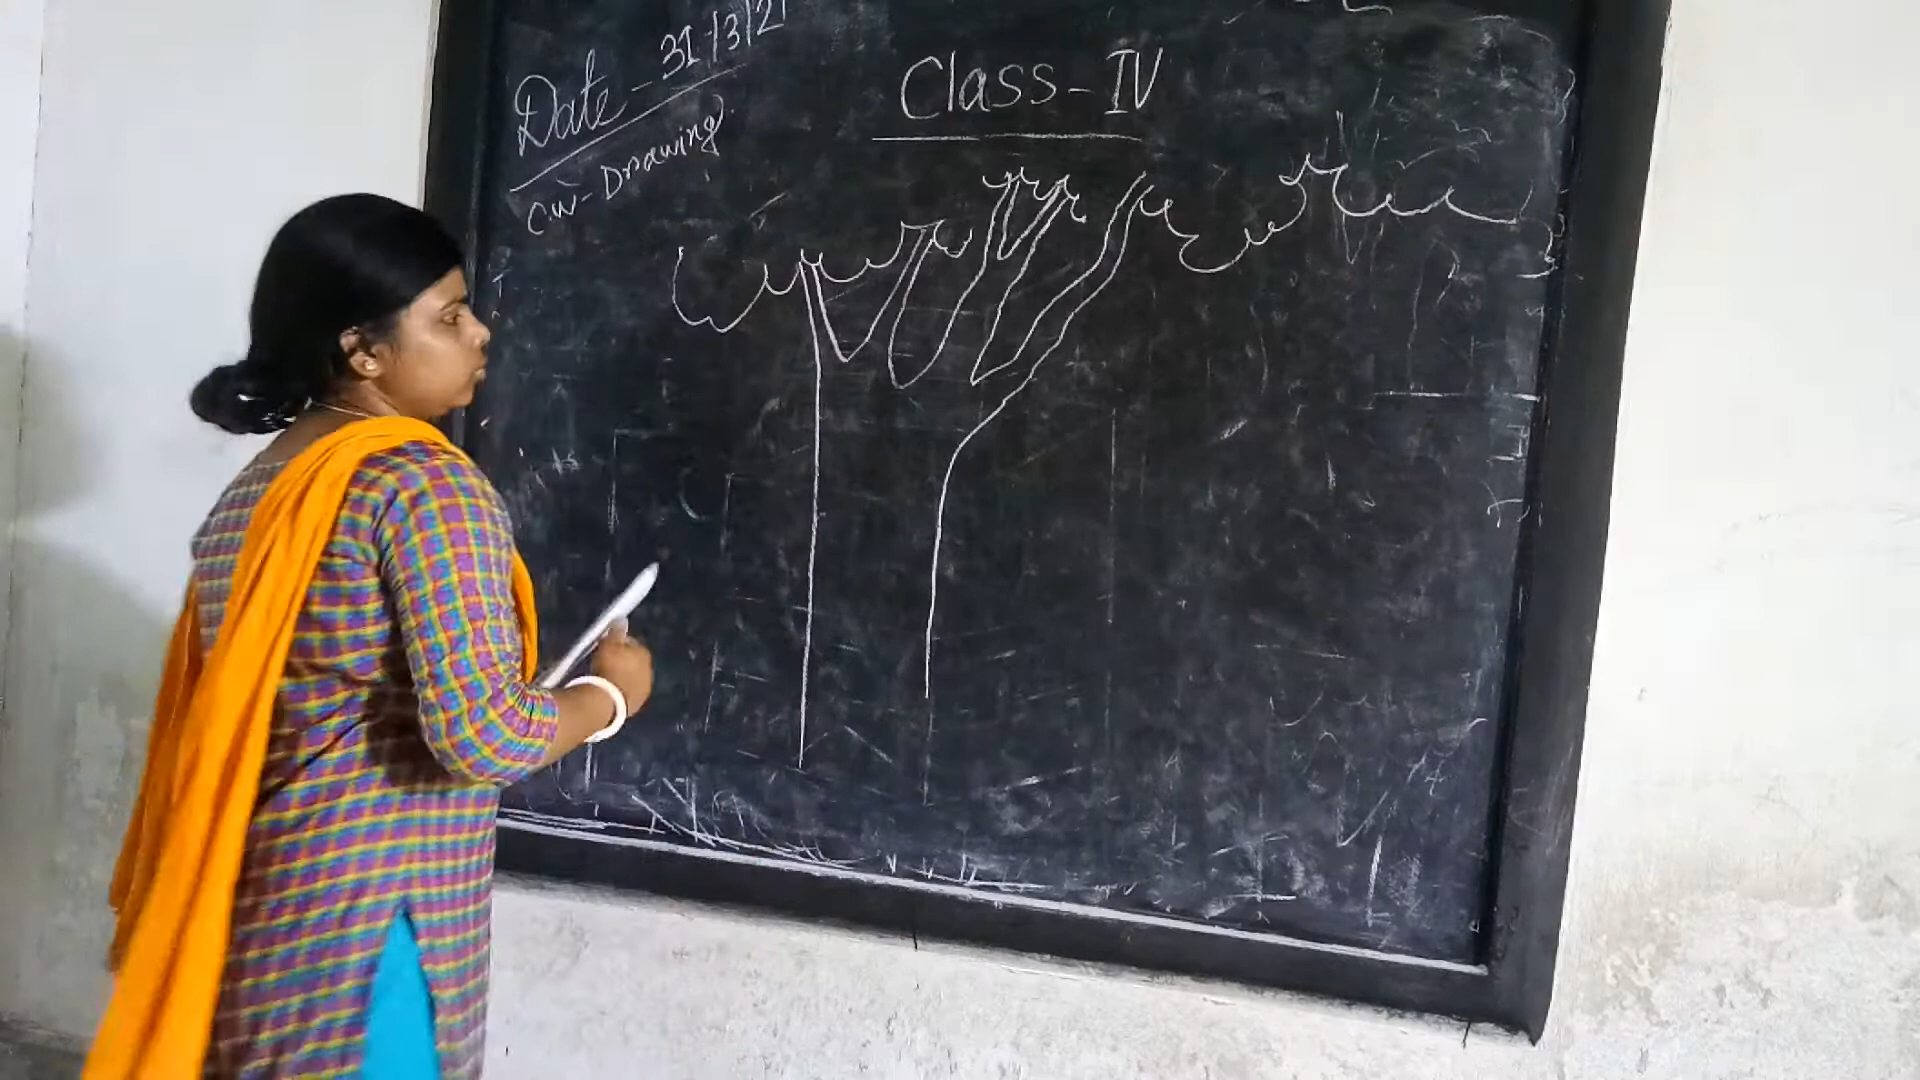 Date - 31/3/21
Class - IV
C.W - Drawing